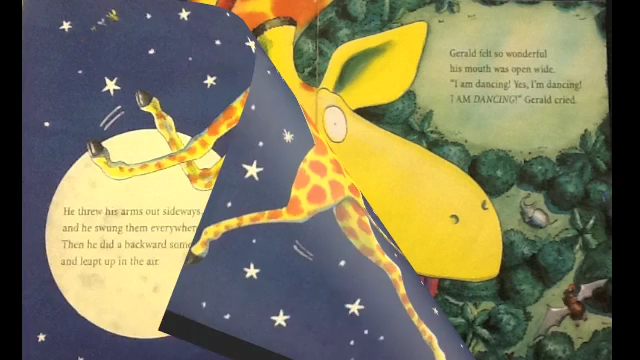 He threw his arms out sideways,
and he swung them everywher
Then he did a backward som
and leapt up in the air.
Gerald felt so wonderful
his mouth was open wide.
"I am dancing! Yes, I'm dancing!
I AM DANCING!" Gerald cried.